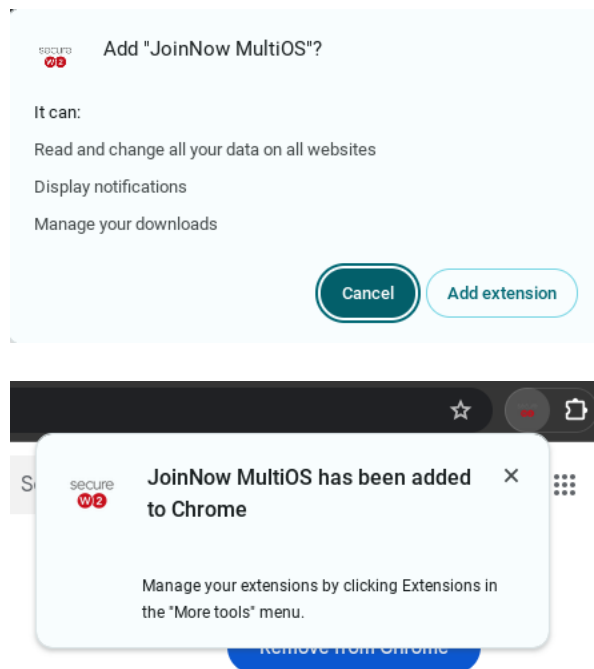 secure
W2
Add "JoinNow MultiOS"?
It can:
Read and change all your data on all websites
Display notifications
Manage your downloads
Cancel
Add extension
S
secure
W2
JoinNow MultiOS has been added
to Chrome
Manage your extensions by clicking Extensions in
the "More tools" menu.
Remove from Chrome